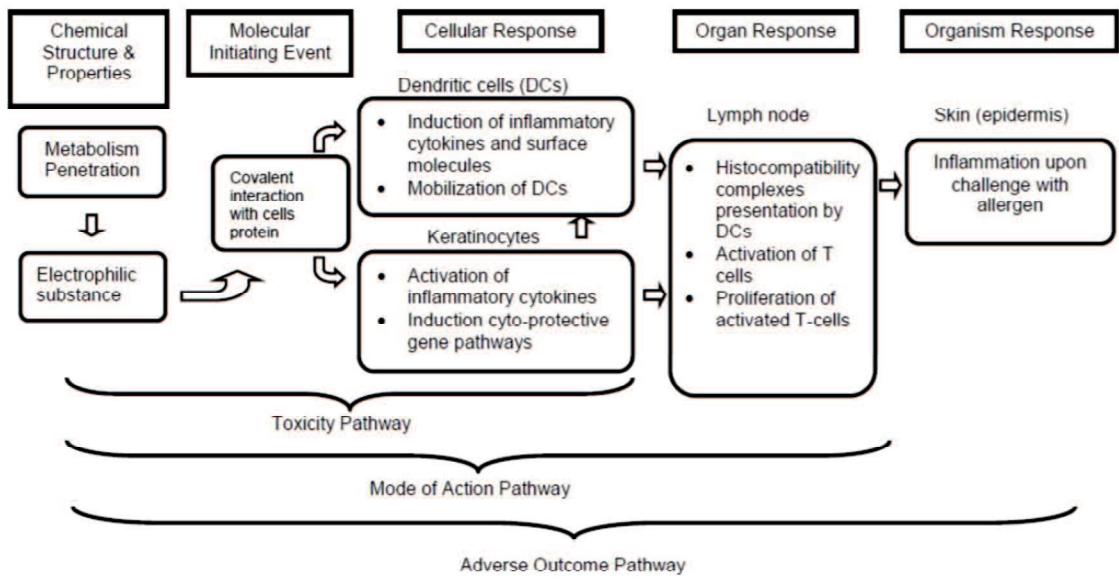 Chemical
Structure &
Properties
Molecular
Initiating Event
Cellular Response
Organ Response
Organism Response
Metabolism
Penetration
Electrophilic
substance
Covalent
interaction
with cells
protein
Dendritic cells (DCs)
• Induction of inflammatory
cytokines and surface
molecules
• Mobilization of DCs
Keratinocytes
• Activation of
inflammatory cytokines
• Induction cyto-protective
gene pathways
Lymph node
• Histocompatibility
complexes
presentation by
DCs
• Activation of T
cells
• Proliferation of
activated T-cells
Skin (epidermis)
Inflammation upon
challenge with
allergen
Toxicity Pathway
Mode of Action Pathway
Adverse Outcome Pathway